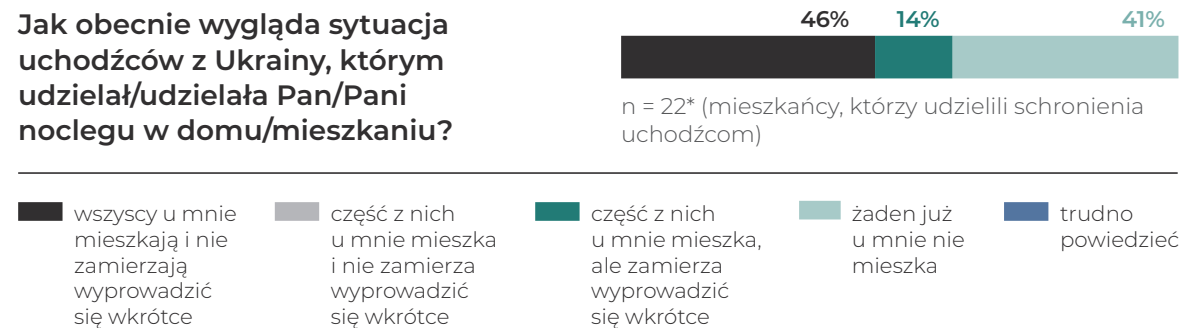 Jak obecnie wygląda sytuacja
uchodźców z Ukrainy, którym
udzielał/udzielała Pan/Pani
noclegu w domu/mieszkaniu?
46% 14% 41%
n = 22* (mieszkańcy, którzy udzielili schronienia
uchodźcom)
wszyscy u mnie
mieszkają i nie
zamierzają
wyprowadzić
się wkrótce
część z nich
u mnie mieszka
i nie zamierza
wyprowadzić
się wkrótce
część z nich
u mnie mieszka,
ale zamierza
wyprowadzić
się wkrótce
żaden już
u mnie nie
mieszka
trudno
powiedzieć